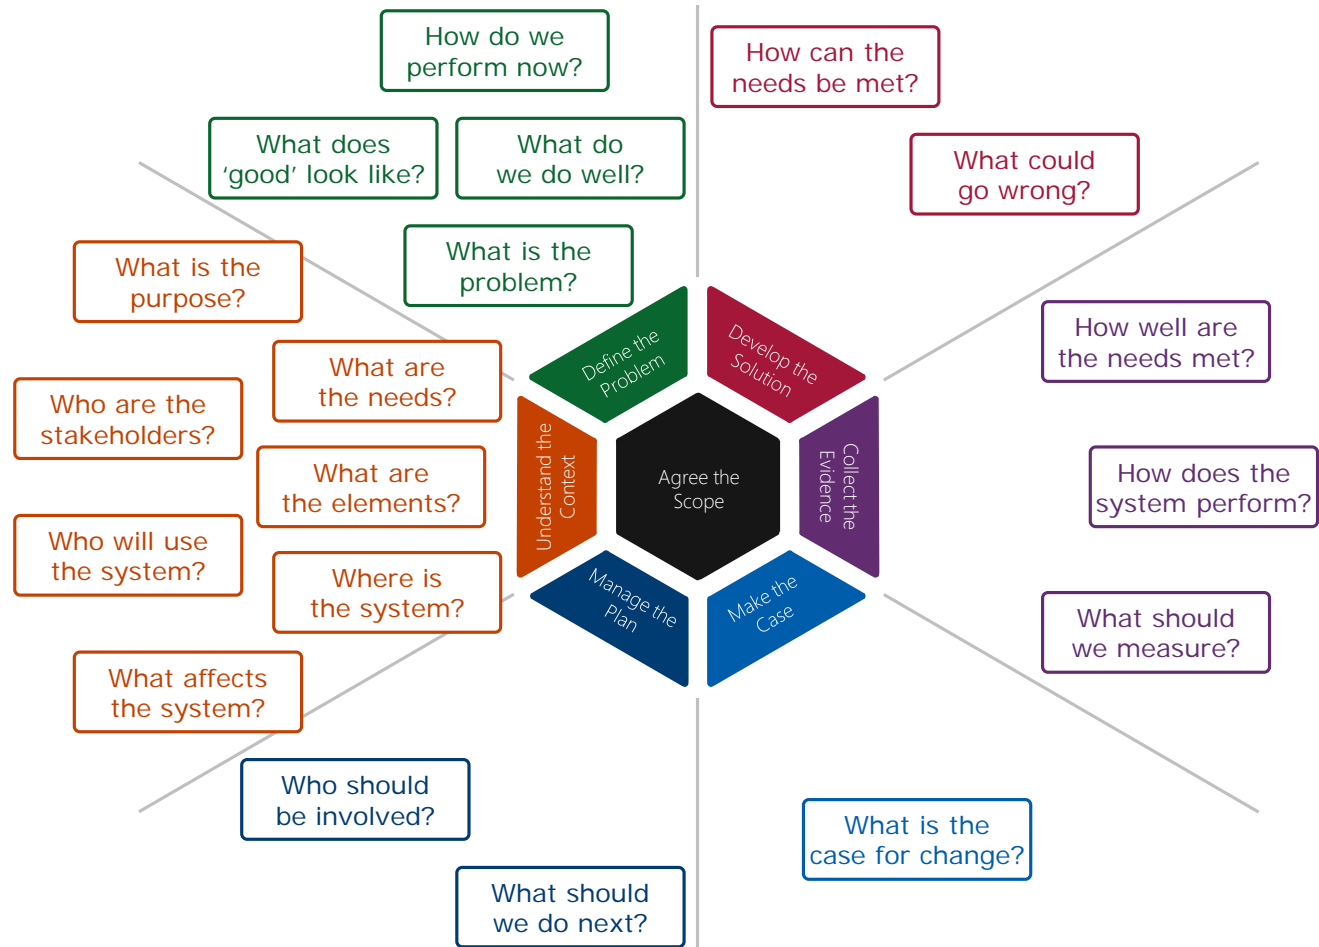 How do we
perform now?
How can the
needs be met?
What does
‘good’ look like?
What do
we do well?
What could
go wrong?
What is the
problem?
What is the
purpose?
How well are
the needs met?
Define the
Problem
Develop the
Solution
What are
the needs?
Who are the
stakeholders?
What are
the elements?
Understand the
Context
Agree the
Scope
Collect the
Evidence
How does the
system perform?
Who will use
the system?
Where is
the system?
Manage the
Plan
Make the
Case
What should
we measure?
What affects
the system?
Who should
be involved?
What is the
case for change?
What should
we do next?